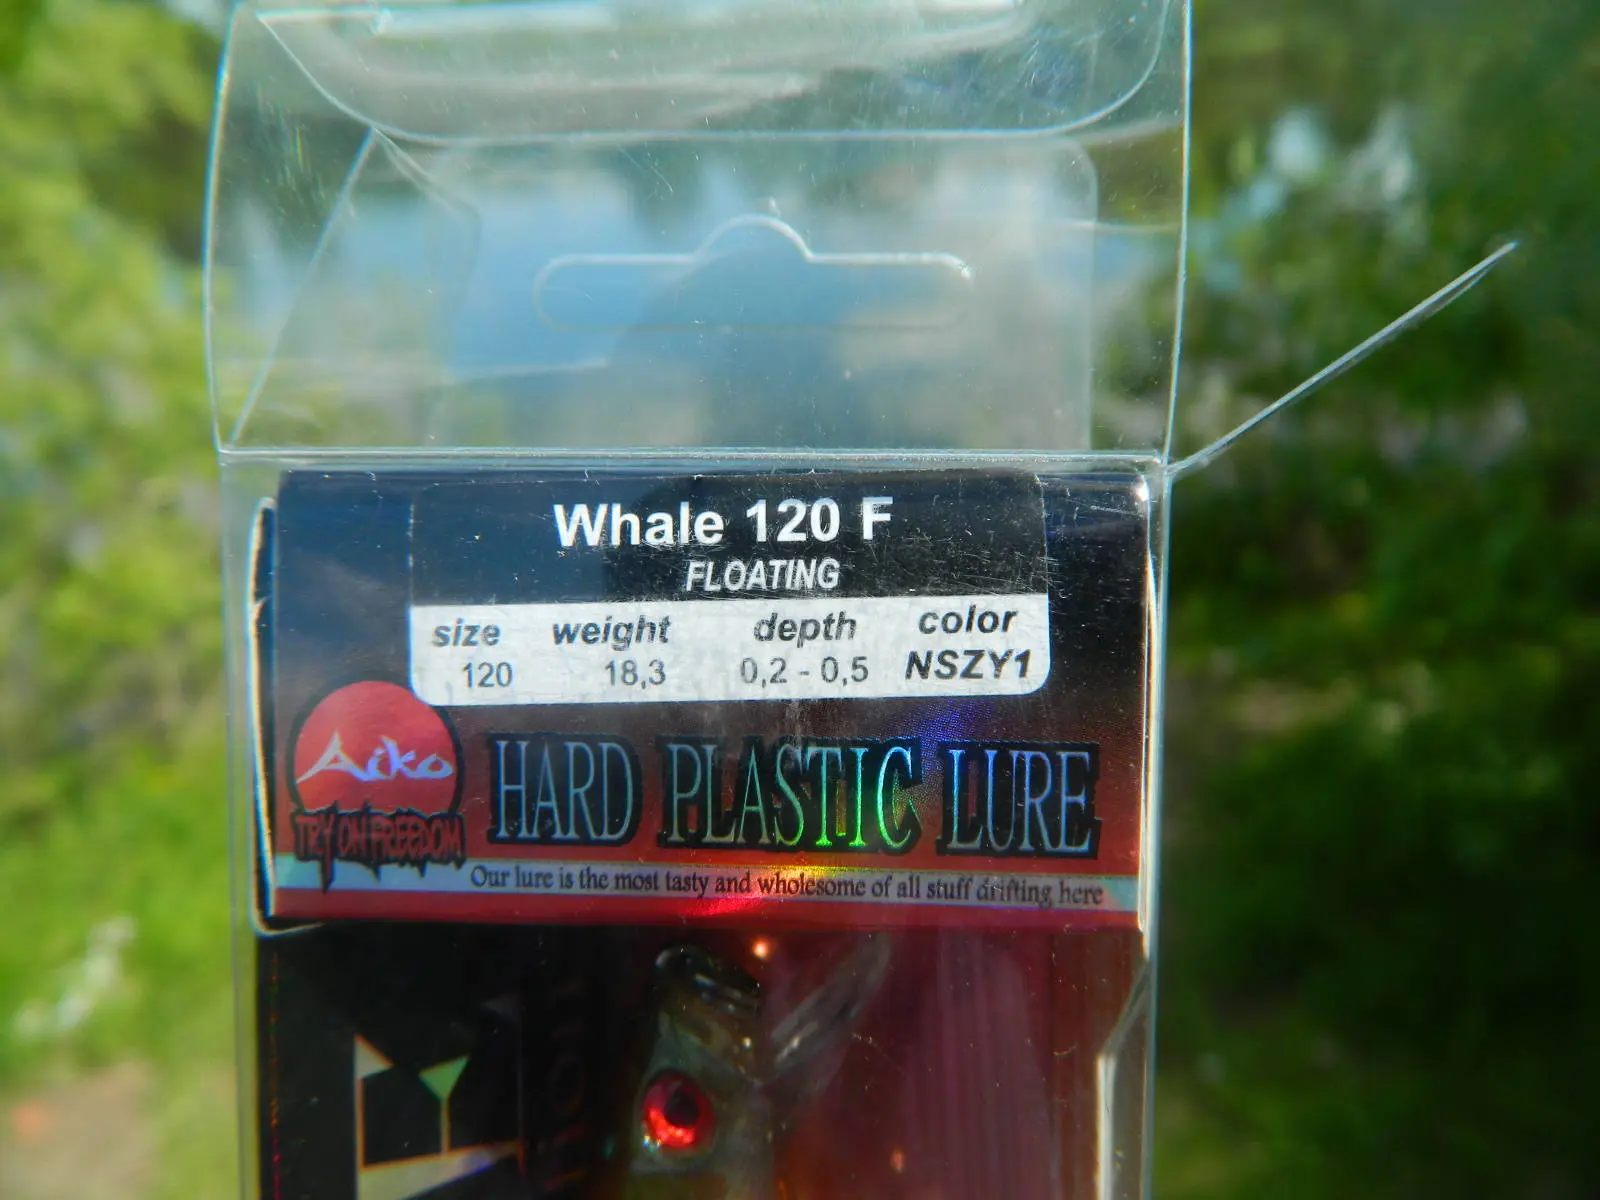 Whale 120 F
FLOATING
size weight depth color
120 18,3 0,2 - 0,5 NSZY1
Aiko
TRY ON FREEDOM
HARD PLASTIC LURE
Our lure is the most tasty and wholesome of all stuff drifting here